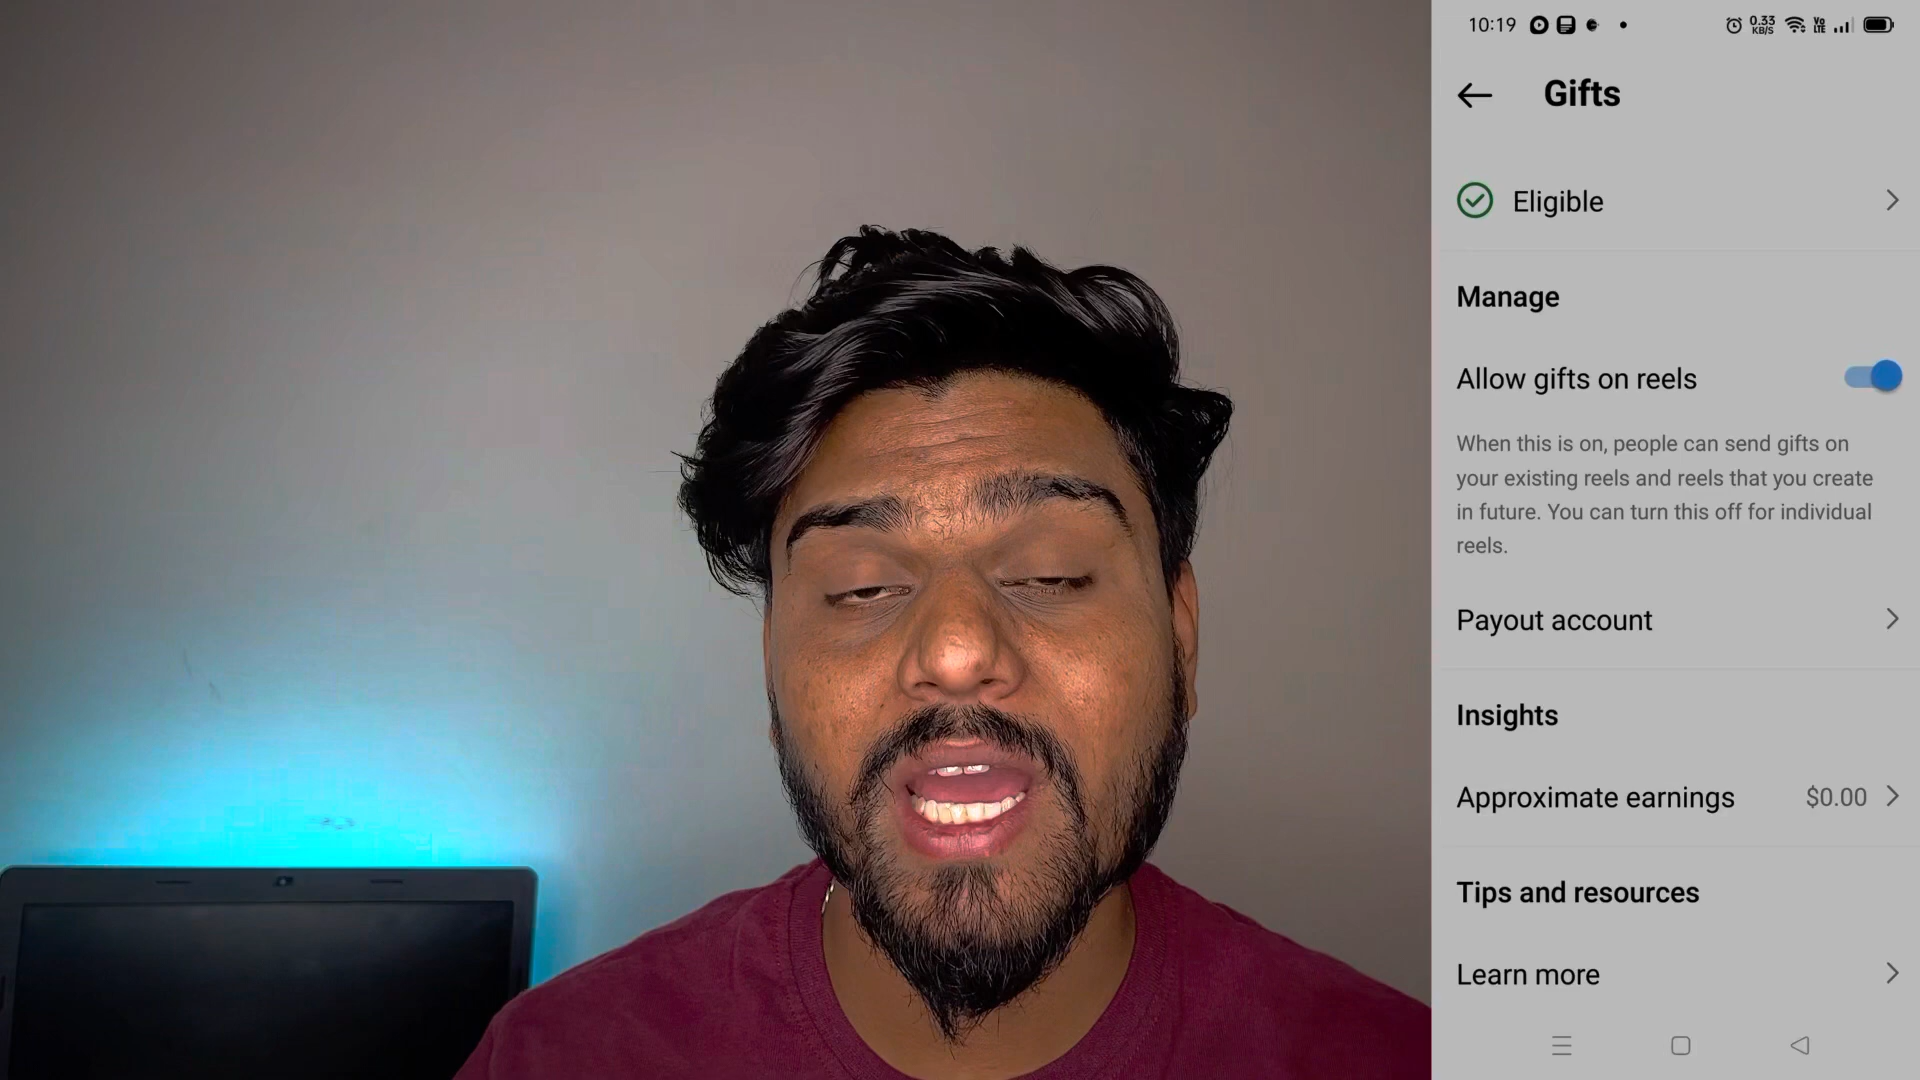 10:19
0.33
KB/S
Vo
LTE
Gifts
Eligible
Manage
Allow gifts on reels
When this is on, people can send gifts on
your existing reels and reels that you create
in future. You can turn this off for individual
reels.
Payout account
Insights
Approximate earnings $0.00
Tips and resources
Learn more